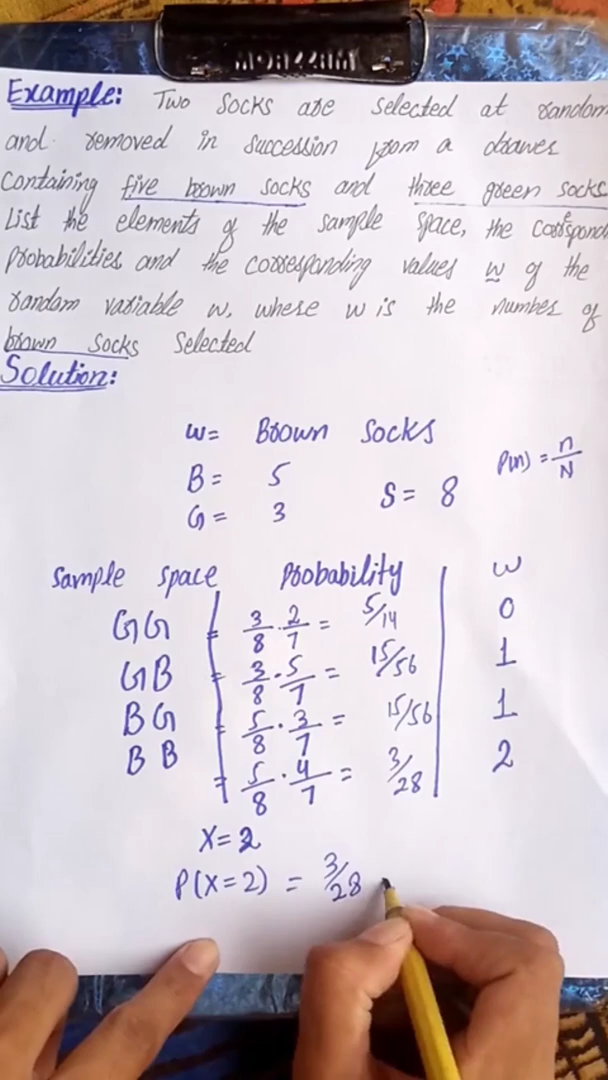 MOAZZAM
Example: Two socks are selected at random
and removed in succession from a drawer
Containing five brown socks and three green socks
List the elements of the sample space, the correspond
Probabilities and the corresponding values w of the
random variable w, where w is the number of
brown socks selected
Solution:
w= Brown Socks
B= 5
G= 3
S= 8
P(n) = n/N
Sample Space Probability w
GG = 3/8 . 2/7 = 5/14 0
GB = 3/8 . 5/7 = 15/56 1
BG = 5/8 . 3/7 = 15/56 1
BB = 5/8 . 4/7 = 3/28 2
X=2
P(X=2) = 3/28